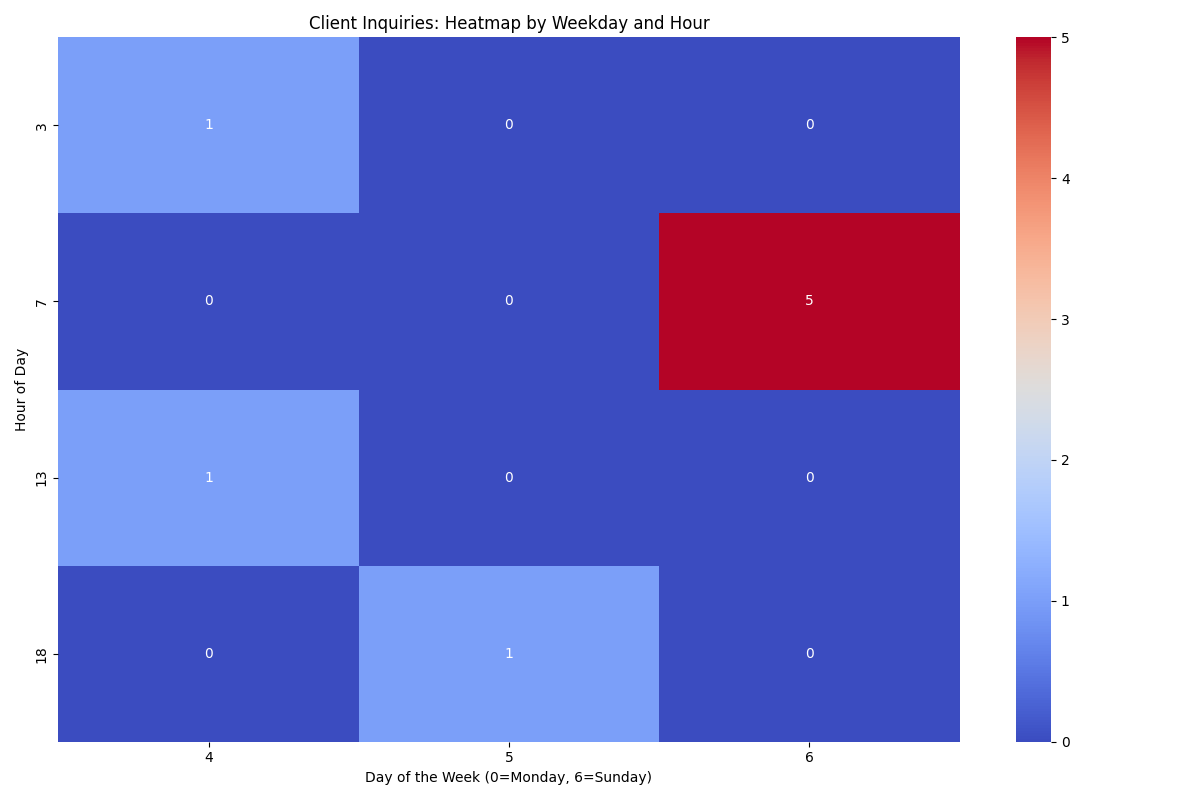 Client Inquiries: Heatmap by Weekday and Hour
Hour of Day
3
1 0 0
7
0 0 5
13
1 0 0
18
0 1 0
4 5 6
Day of the Week (0=Monday, 6=Sunday)
5
4
3
2
1
0